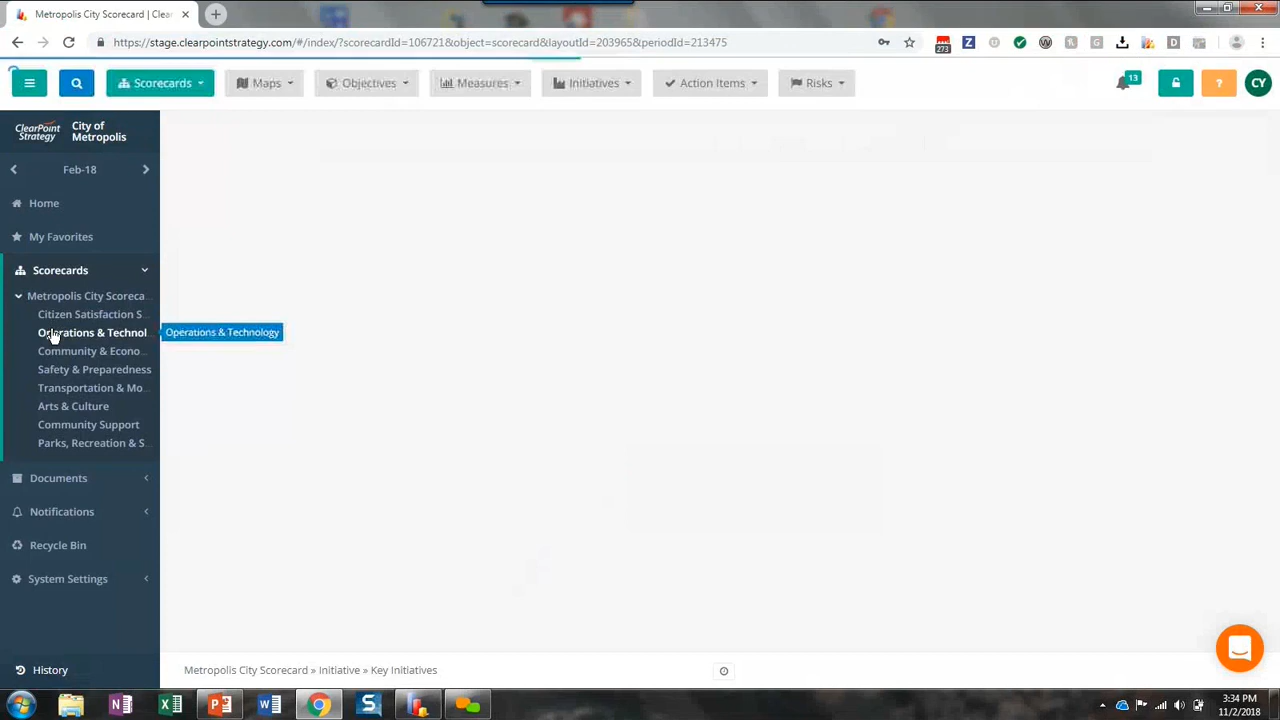 Metropolis City Scorecard | Clear
https://stage.clearpointstrategy.com/#/index/?scorecardId=106721&object=scorecard&layoutId=203965&periodId=213475
273
Scorecards
Maps
Objectives
Measures
Initiatives
Action Items
Risks
13
?
CY
ClearPoint Strategy
City of Metropolis
Feb-18
Home
My Favorites
Scorecards
Metropolis City Scoreca...
Citizen Satisfaction S...
Operations & Technol
Operations & Technology
Community & Econo...
Safety & Preparedness
Transportation & Mo...
Arts & Culture
Community Support
Parks, Recreation & S...
Documents
Notifications
Recycle Bin
System Settings
History
Metropolis City Scorecard » Initiative » Key Initiatives
3:34 PM
11/2/2018